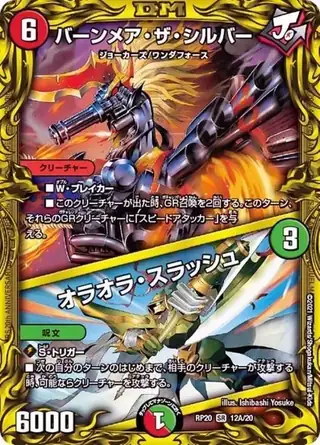 DM
6
バーンメア・ザ・シルバー
ジョーカーズ/ワンダフォース
J
クリーチャー
■W・ブレイカー
■このクリーチャーが出た時、GR召喚を2回する。このターン、
それらのGRクリーチャーに「スピードアタッカー」を与
える。
3
オラオラ・スラッシュ
呪文
■S・トリガー
■次の自分のターンのはじめまで、相手のクリーチャーが攻撃する
時、可能ならクリーチャーを攻撃する。
illus. Ishibashi Yosuke
6000
1
RP20 SR 12A/20